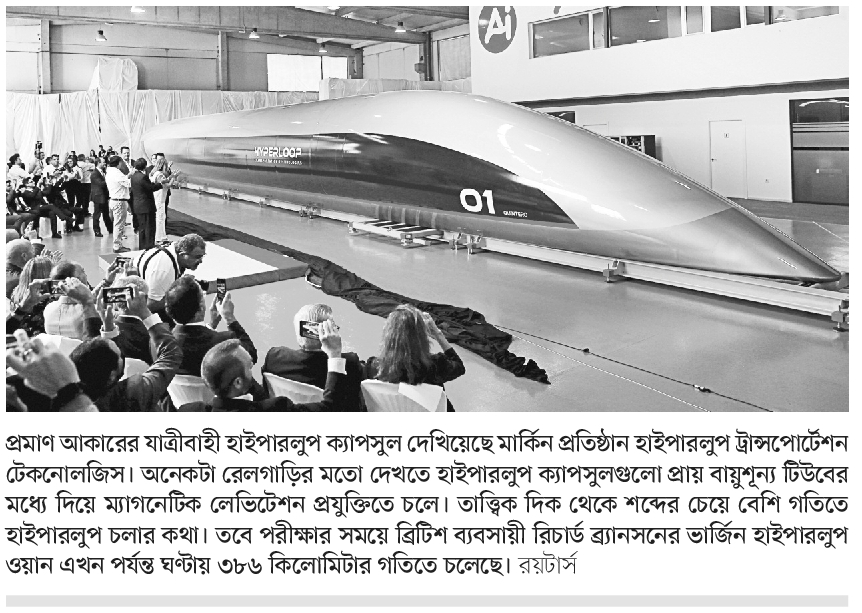 Ai
HYPERLOOP
01
QUINTERO
প্রমাণ আকারের যাত্রীবাহী হাইপারলুপ ক্যাপসুল দেখিয়েছে মার্কিন প্রতিষ্ঠান হাইপারলুপ ট্রান্সপোর্টেশন
টেকনোলজিস। অনেকটা রেলগাড়ির মতো দেখতে হাইপারলুপ ক্যাপসুলগুলো প্রায় বায়ুশূন্য টিউবের
মধ্যে দিয়ে ম্যাগনেটিক লেভিটেশন প্রযুক্তিতে চলে। তাত্ত্বিক দিক থেকে শব্দের চেয়ে বেশি গতিতে
হাইপারলুপ চলার কথা। তবে পরীক্ষার সময়ে ব্রিটিশ ব্যবসায়ী রিচার্ড ব্র্যানসনের ভার্জিন হাইপারলুপ
ওয়ান এখন পর্যন্ত ঘণ্টায় ৩৮৬ কিলোমিটার গতিতে চলেছে। রয়টার্স